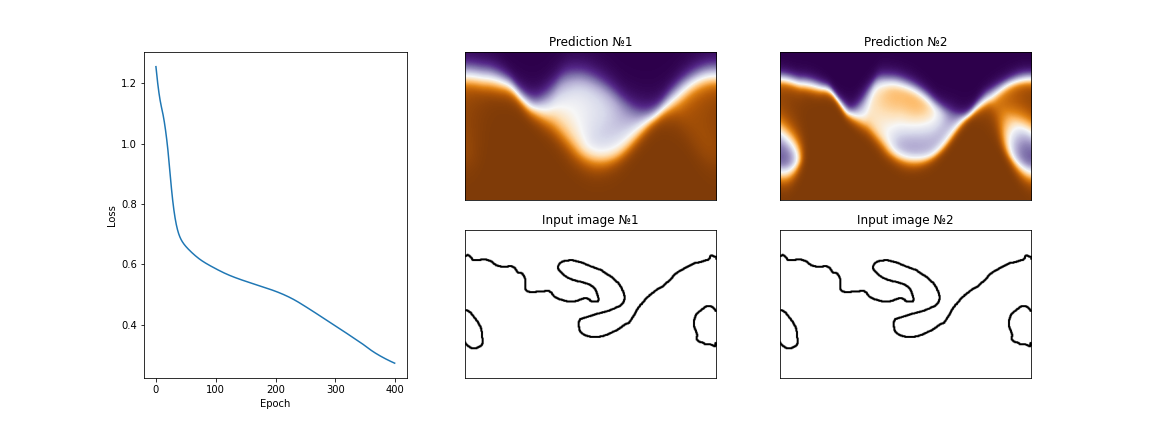 Prediction №1
Prediction №2
1.2
1.0
0.8
0.6
0.4
Loss
0
100
200
300
400
Epoch
Input image №1
Input image №2